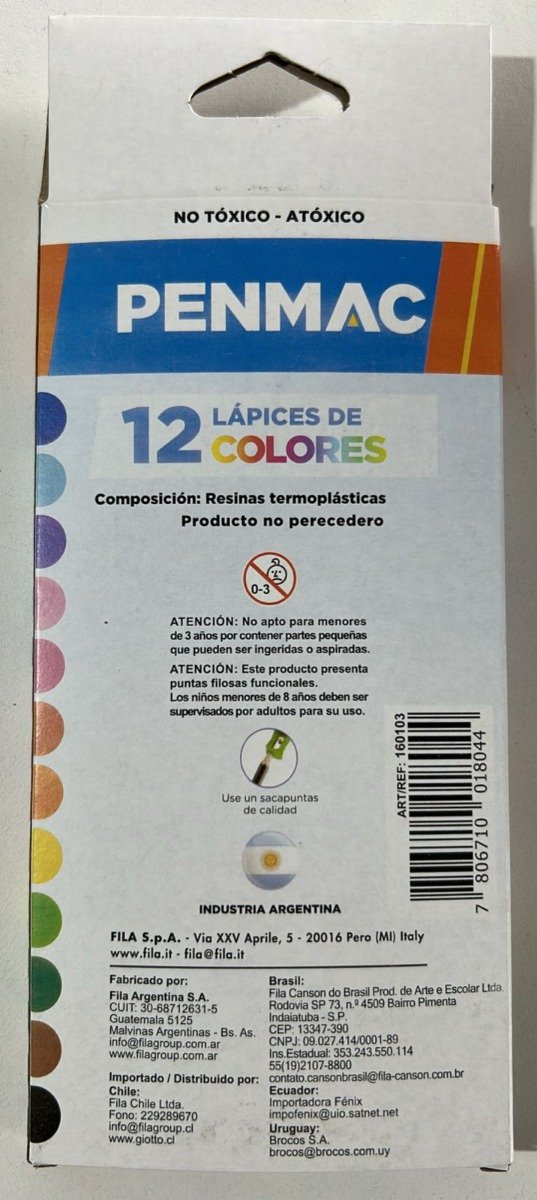 NO TÓXICO - ATÓXICO
PENMAC
12 LÁPICES DE
COLORES
Composición: Resinas termoplásticas
Producto no perecedero
0-3
ATENCIÓN: No apto para menores
de 3 años por contener partes pequeñas
que pueden ser ingeridas o aspiradas.
ATENCIÓN: Este producto presenta
puntas filosas funcionales.
Los niños menores de 8 años deben ser
supervisados por adultos para su uso.
Use un sacapuntas
de calidad
ART/REF: 160103
7 806710 018044
INDUSTRIA ARGENTINA
FILA S.p.A. - Via XXV Aprile, 5 - 20016 Pero (MI) Italy
www.fila.it - fila@fila.it
Fabricado por:
Fila Argentina S.A.
CUIT: 30-68712631-5
Guatemala 5125
Malvinas Argentinas - Bs. As.
info@filagroup.com.ar
www.filagroup.com.ar
Importado / Distribuido por:
Chile:
Fila Chile Ltda.
Fono: 229289670
info@filagroup.cl
www.giotto.cl
Brasil:
Fila Canson do Brasil Prod. de Arte e Escolar Ltda
Rodovia SP 73, n.º 4509 Bairro Pimenta
Indaiatuba - S.P.
CEP: 13347-390
CNPJ: 09.027.414/0001-89
Ins.Estadual: 353.243.550.114
55(19)2107-8800
contato.cansonbrasil@fila-canson.com.br
Ecuador:
Importadora Fénix
impofenix@uio.satnet.net
Uruguay:
Brocos S.A.
brocos@brocos.com.uy